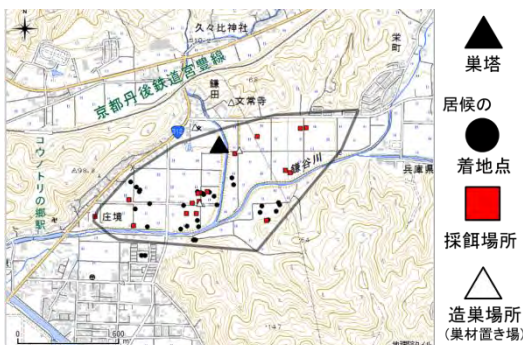 久々比神社
京都丹後鉄道宮豊線
鎌田
文常寺
栄町
312
コウノトリの郷駅
鎌谷川
兵庫県
庄境
0
600
m
巣塔
居候の
着地点
採餌場所
造巣場所
(巣材置き場)